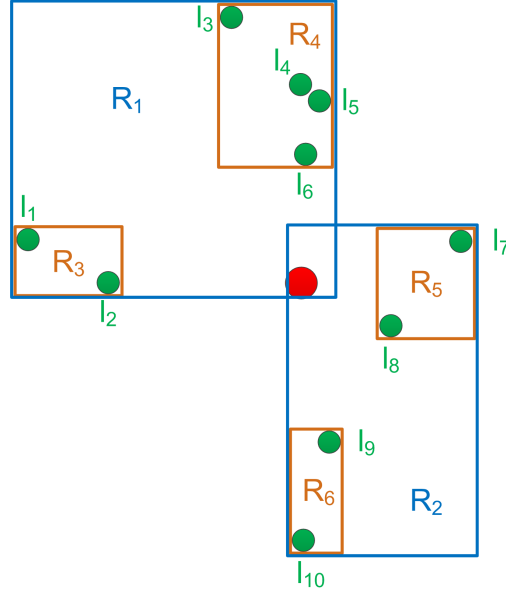 I₃
R₄
I₄
R₁
I₅
I₆
I₁
R₃
I₂
I₇
R₅
I₈
I₉
R₆
R₂
I₁₀